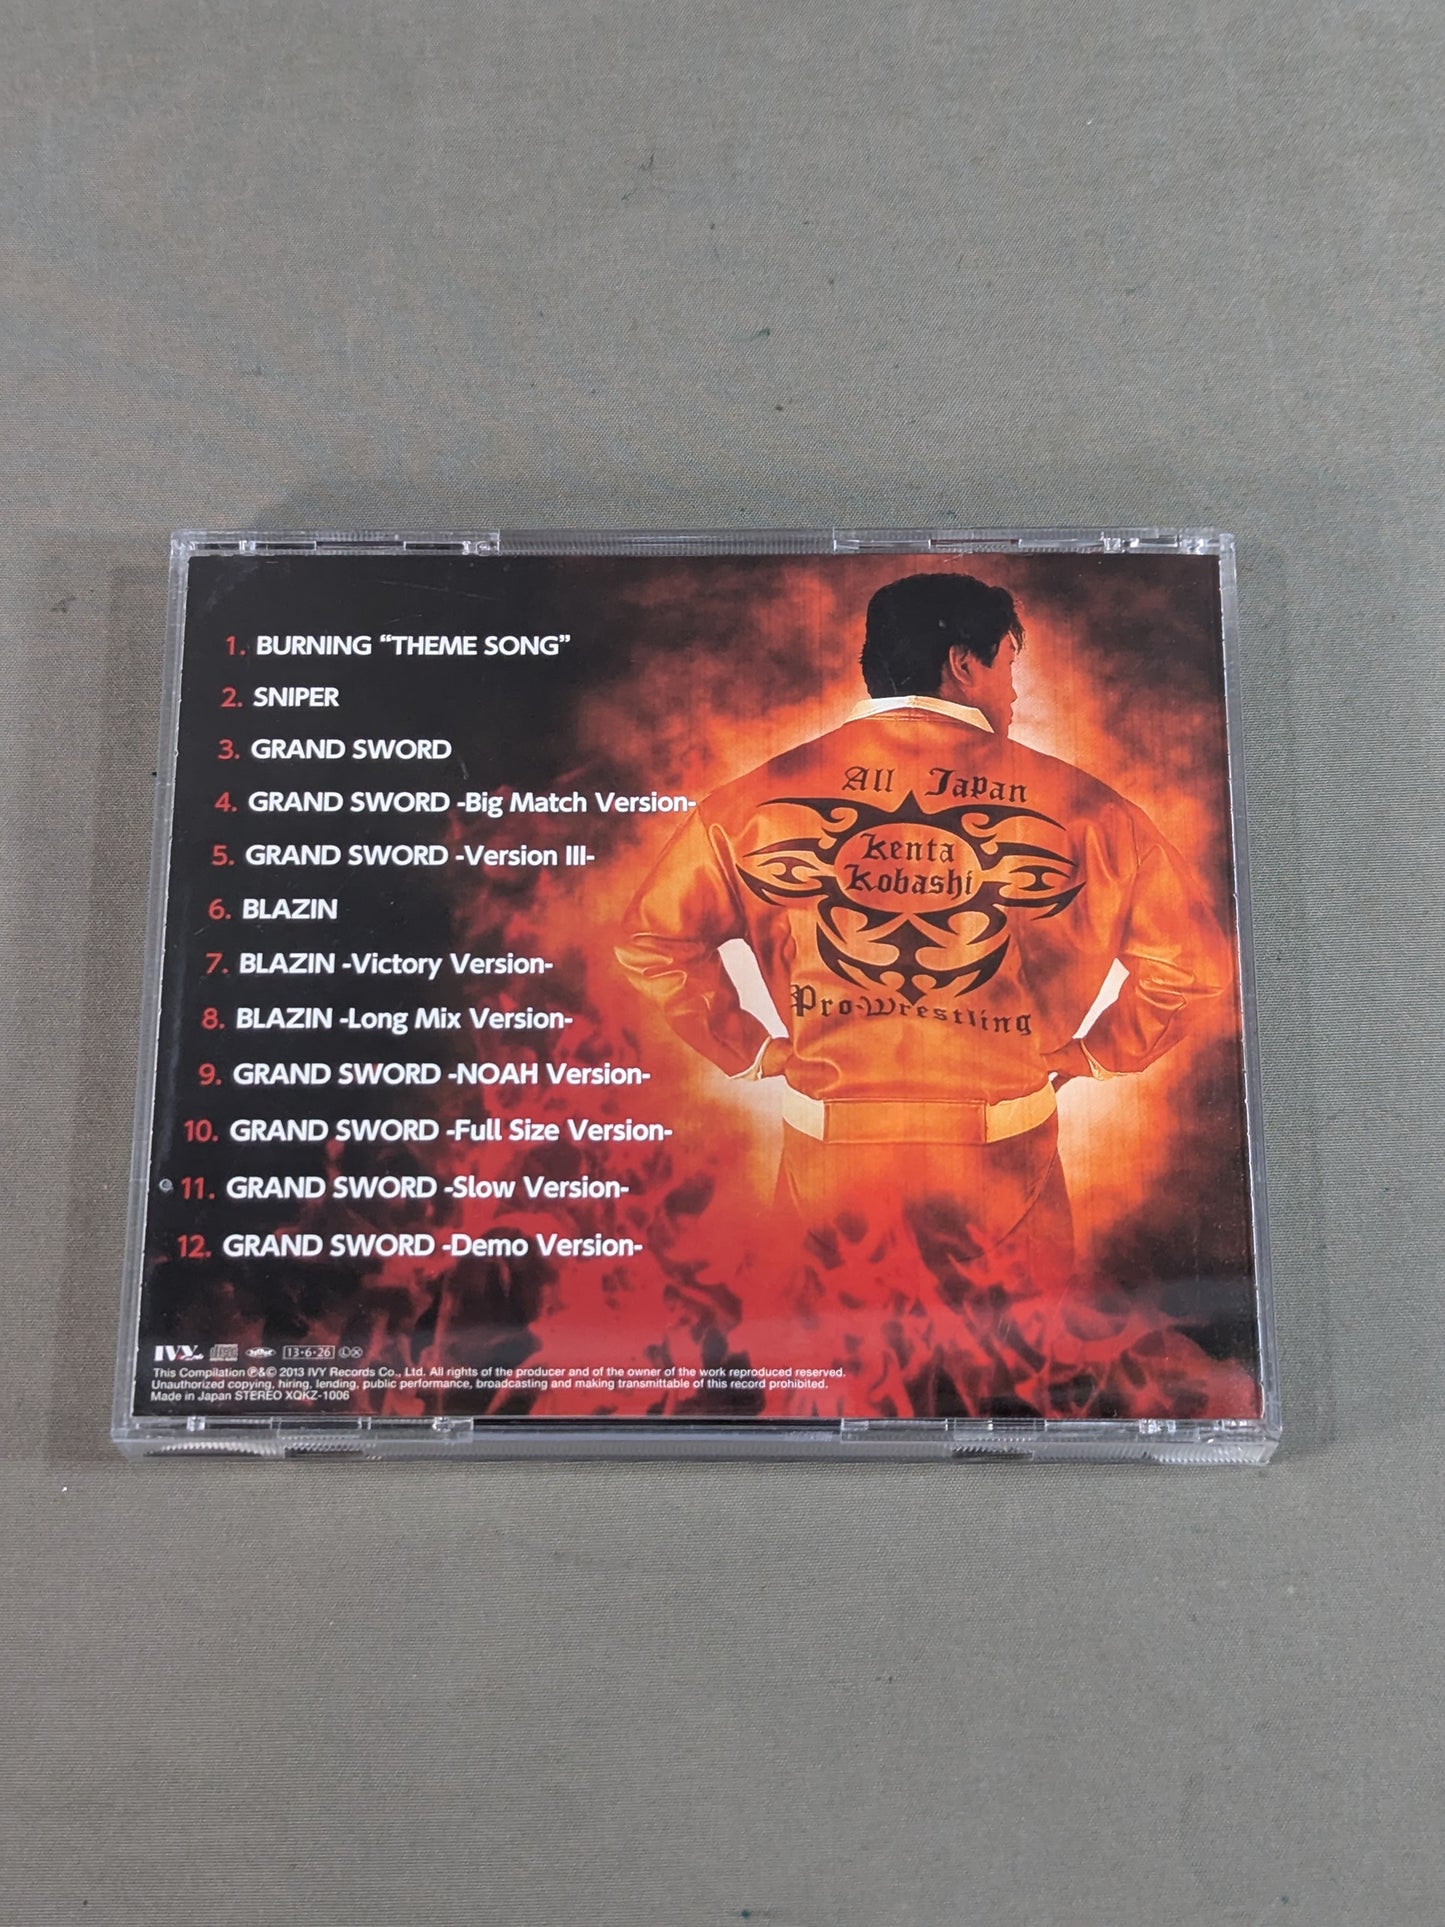 1. BURNING “THEME SONG”
2. SNIPER
3. GRAND SWORD
4. GRAND SWORD -Big Match Version-
5. GRAND SWORD -Version III-
6. BLAZIN
7. BLAZIN -Victory Version-
8. BLAZIN -Long Mix Version-
9. GRAND SWORD -NOAH Version-
10. GRAND SWORD -Full Size Version-
11. GRAND SWORD -Slow Version-
12. GRAND SWORD -Demo Version-
All Japan
Kenta
Kobashi
Pro-Wrestling
IVY 13·6·26 Ⓛⓧ
This Compilation ℗&© 2013 IVY Records Co., Ltd. All rights of the producer and of the owner of the work reproduced reserved.
Unauthorized copying, hiring, lending, public performance, broadcasting and making transmittable of this record prohibited.
Made in Japan STEREO XQKZ-1006